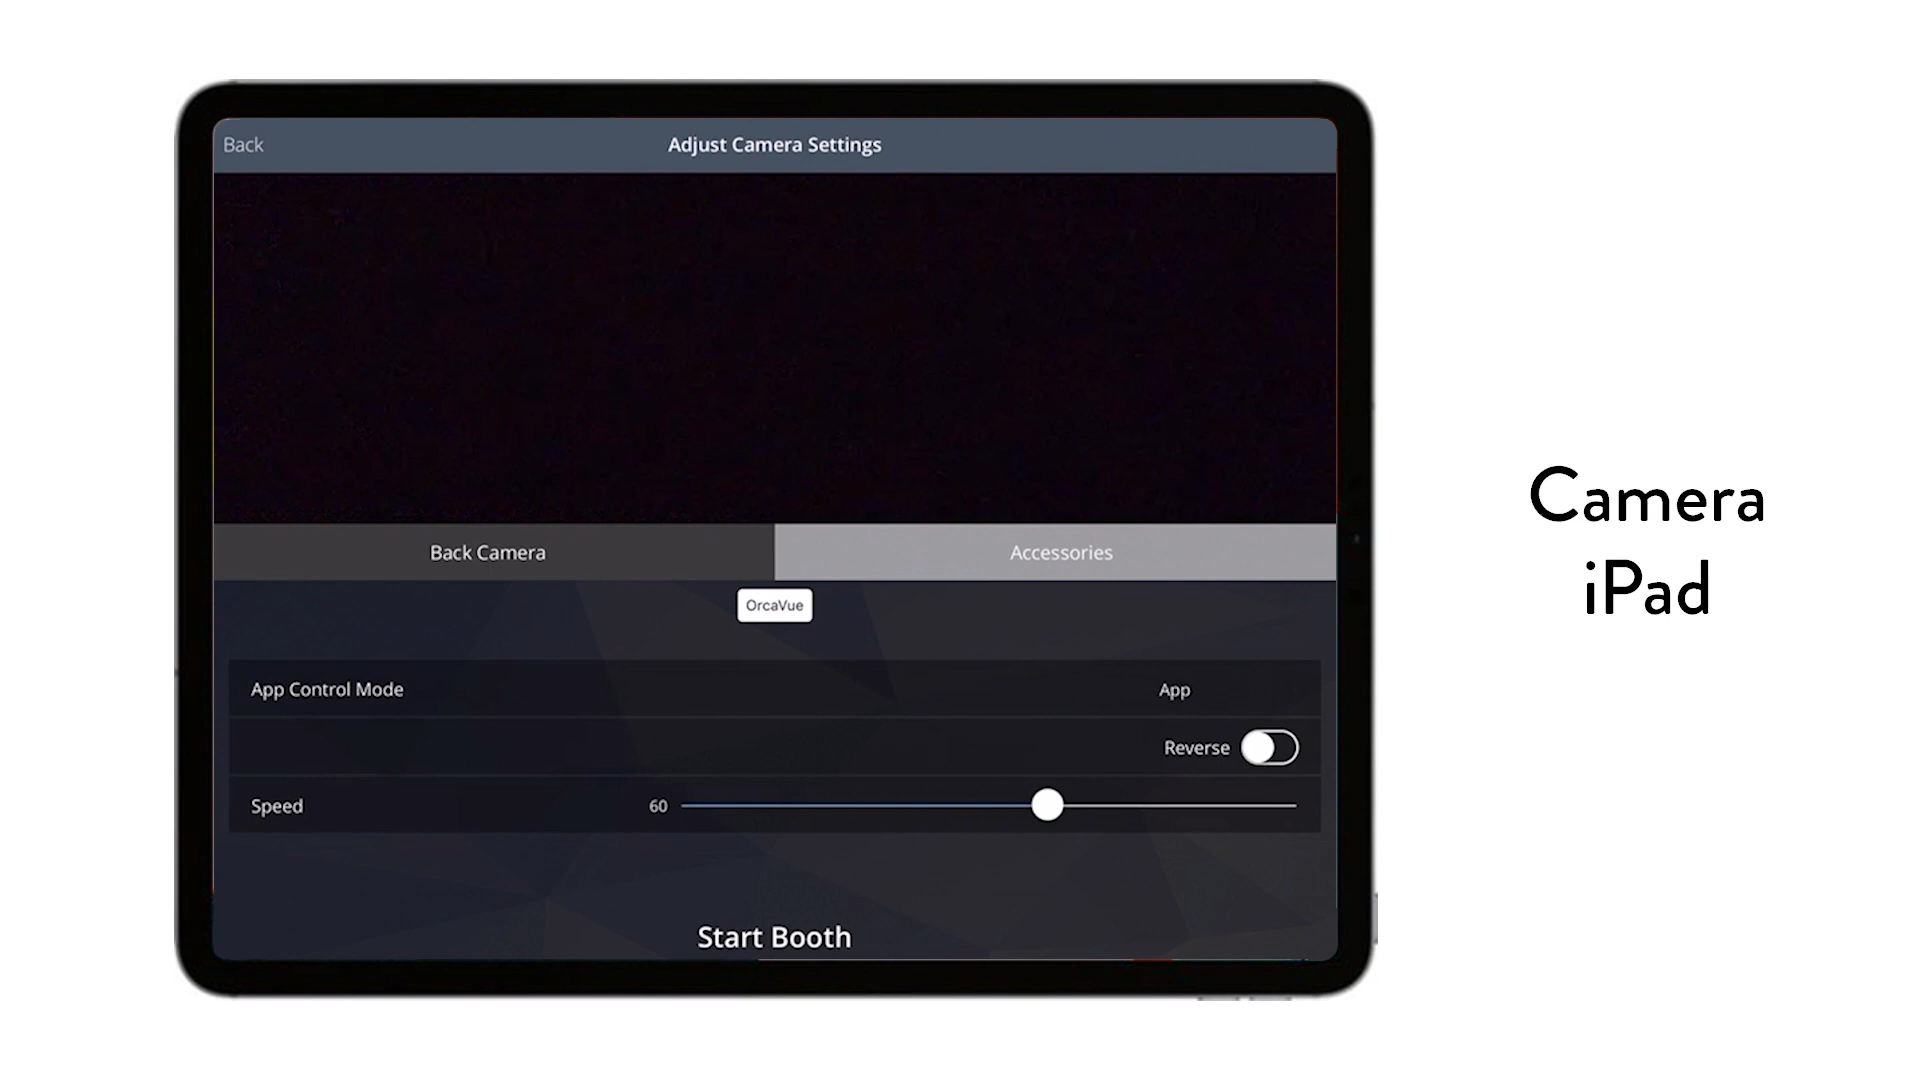 Back
Adjust Camera Settings
Back Camera
Accessories
OrcaVue
App Control Mode
App
Reverse
Speed
60
Start Booth
Camera
iPad